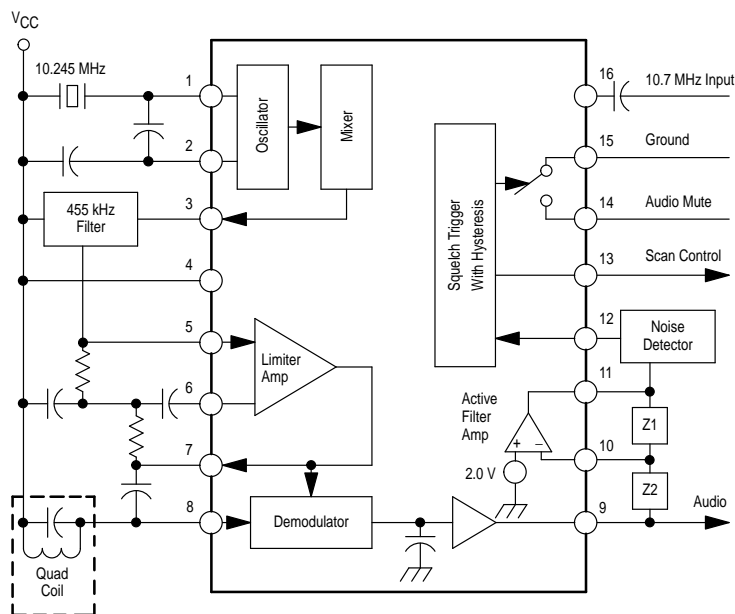 VCC
10.245 MHz
1
2
3
4
5
6
7
8
455 kHz
Filter
Quad
Coil
Oscillator
Mixer
Limiter
Amp
Demodulator
Squelch Trigger
With Hysteresis
Active
Filter
Amp
+ –
2.0 V
16
10.7 MHz Input
15
Ground
14
Audio Mute
13
Scan Control
12
Noise
Detector
11
Z1
10
Z2
9
Audio